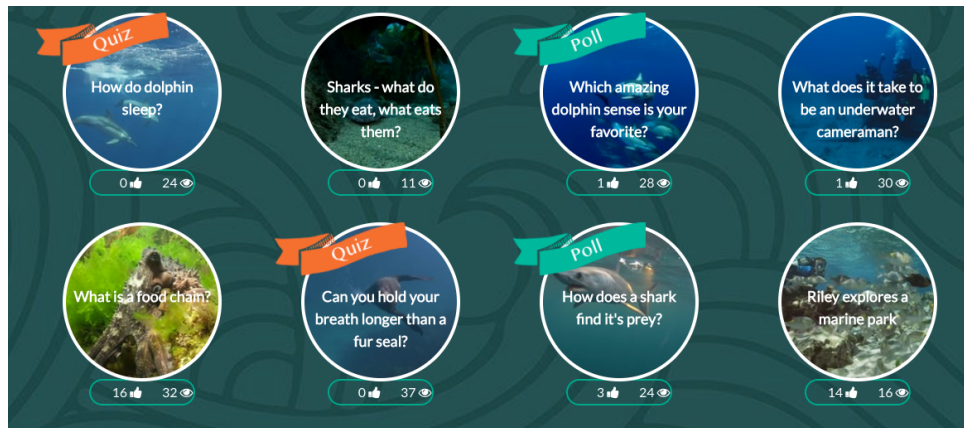 Quiz
How do dolphin
sleep?
0 24
Sharks - what do
they eat, what eats
them?
0 11
Poll
Which amazing
dolphin sense is your
favorite?
1 28
What does it take to
be an underwater
cameraman?
1 30
What is a food chain?
16 32
Quiz
Can you hold your
breath longer than a
fur seal?
0 37
Poll
How does a shark
find it's prey?
3 24
Riley explores a
marine park
14 16